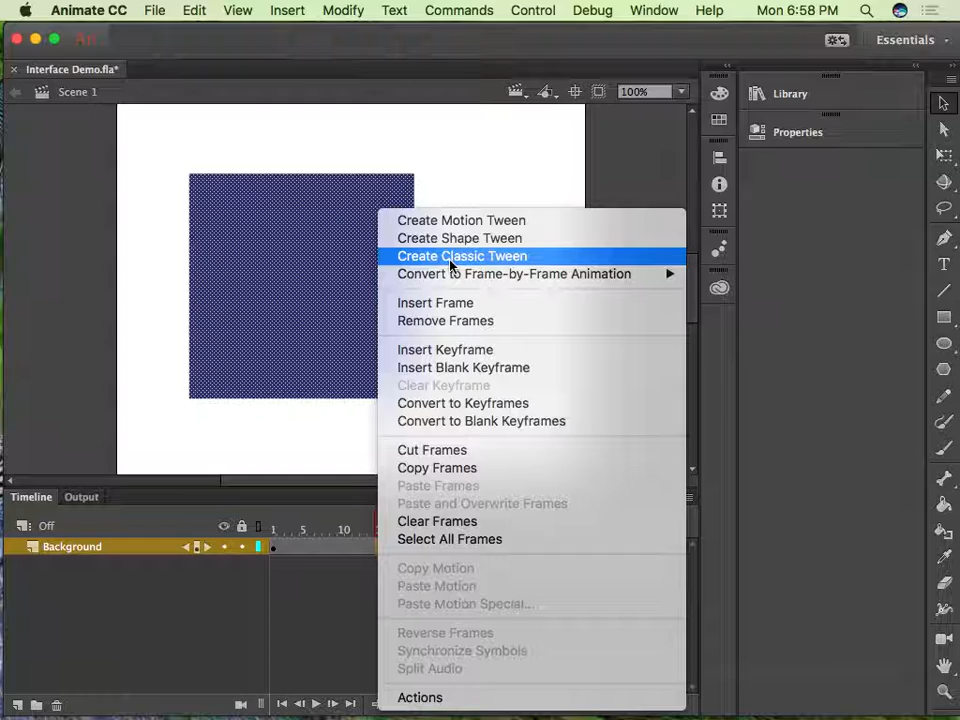 Animate CC File Edit View Insert Modify Text Commands Control Debug Window Help Mon 6:58 PM
An Essentials
× Interface Demo.fla*
Scene 1 100%
Library
Properties
Create Motion Tween
Create Shape Tween
Create Classic Tween
Convert to Frame-by-Frame Animation
Insert Frame
Remove Frames
Insert Keyframe
Insert Blank Keyframe
Clear Keyframe
Convert to Keyframes
Convert to Blank Keyframes
Cut Frames
Copy Frames
Paste Frames
Paste and Overwrite Frames
Clear Frames
Select All Frames
Copy Motion
Paste Motion
Paste Motion Special...
Reverse Frames
Synchronize Symbols
Split Audio
Actions
Timeline Output
Off 1 5 10
Background